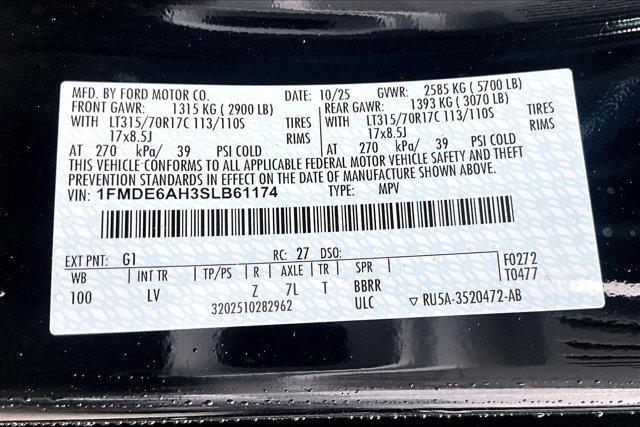 MFD. BY FORD MOTOR CO. DATE: 10/25 GVWR: 2585 KG ( 5700 LB)
FRONT GAWR: 1315 KG ( 2900 LB) REAR GAWR: 1393 KG ( 3070 LB)
WITH LT315/70R17C 113/110S TIRES WITH LT315/70R17C 113/110S TIRES
17x8.5J RIMS 17x8.5J RIMS
AT 270 kPa/ 39 PSI COLD AT 270 kPa/ 39 PSI COLD
THIS VEHICLE CONFORMS TO ALL APPLICABLE FEDERAL MOTOR VEHICLE SAFETY AND THEFT
PREVENTION STANDARDS IN EFFECT ON THE DATE OF MANUFACTURE SHOWN ABOVE.
VIN: 1FMDE6AH3SLB61174 TYPE: MPV
EXT PNT: G1 RC: 27 DSO: F0272
WB INT TR TP/PS R AXLE TR SPR T0477
100 LV Z 7L T BBRR
3202510282962 ULC ▽ RU5A-3520472-AB